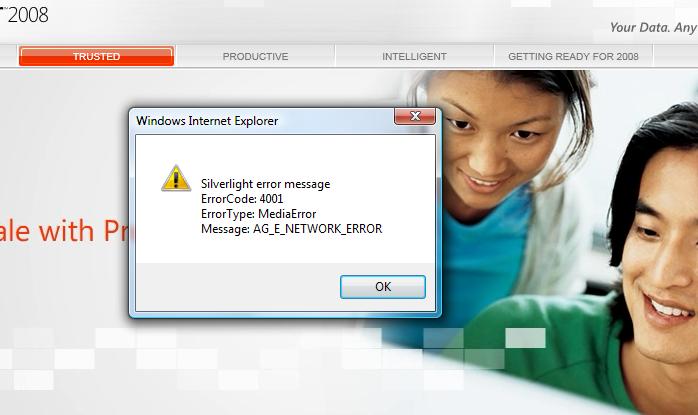 2008
Your Data. Any
TRUSTED
PRODUCTIVE
INTELLIGENT
GETTING READY FOR 2008
Windows Internet Explorer
Silverlight error message
ErrorCode: 4001
ErrorType: MediaError
Message: AG_E_NETWORK_ERROR
ale with Pr
OK